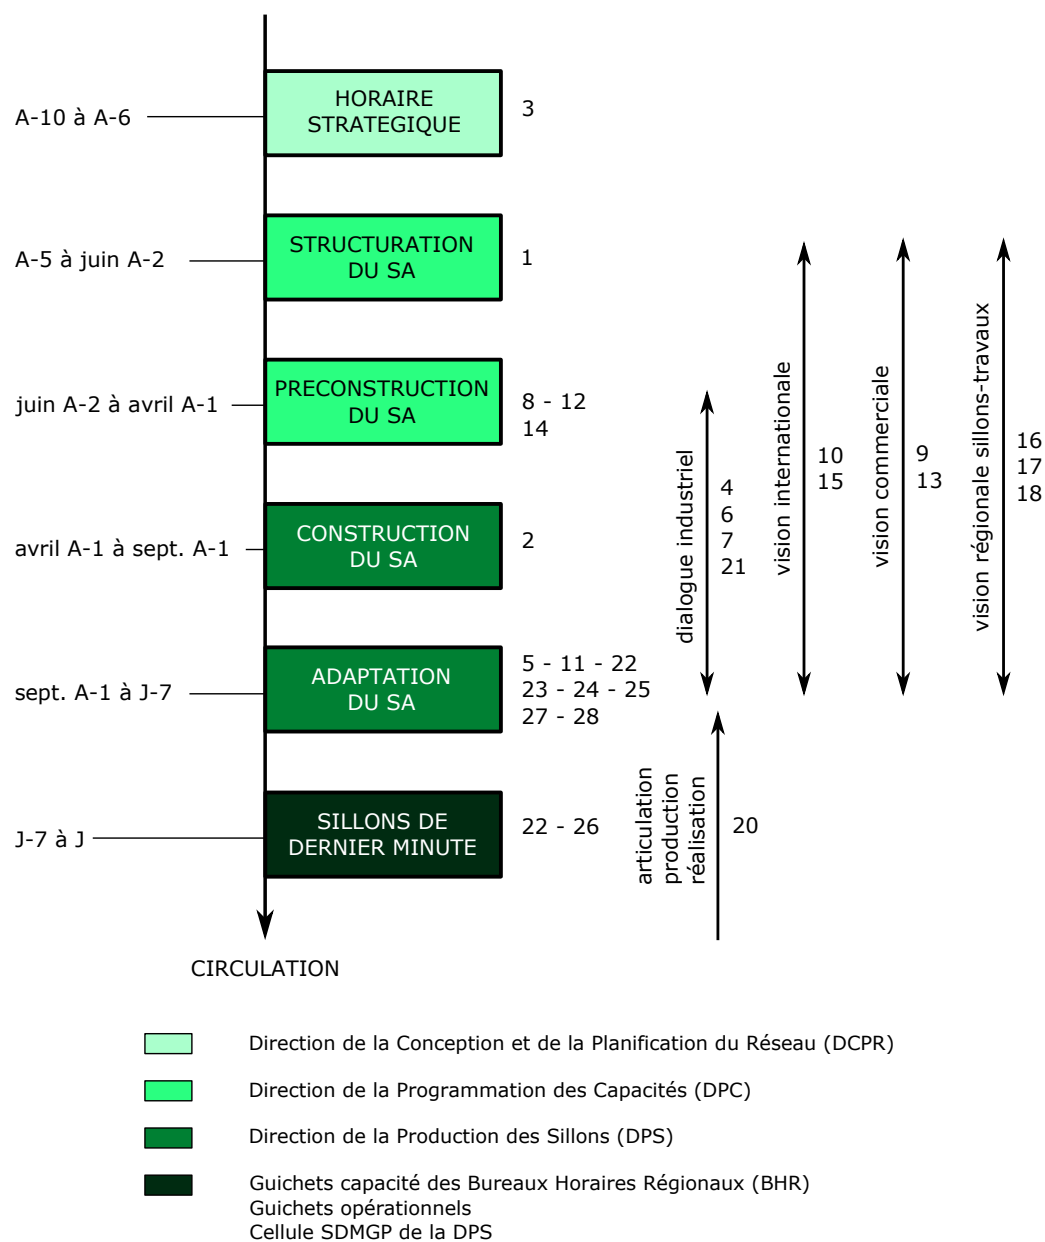 A-10 à A-6
HORAIRE
STRATEGIQUE
3
A-5 à juin A-2
STRUCTURATION
DU SA
1
juin A-2 à avril A-1
PRECONSTRUCTION
DU SA
8 - 12
14
avril A-1 à sept. A-1
CONSTRUCTION
DU SA
2
sept. A-1 à J-7
ADAPTATION
DU SA
5 - 11 - 22
23 - 24 - 25
27 - 28
J-7 à J
SILLONS DE
DERNIER MINUTE
22 - 26
CIRCULATION
dialogue industriel
4
6
7
21
vision internationale
10
15
vision commerciale
9
13
vision régionale sillons-travaux
16
17
18
articulation
production
réalisation
20
Direction de la Conception et de la Planification du Réseau (DCPR)
Direction de la Programmation des Capacités (DPC)
Direction de la Production des Sillons (DPS)
Guichets capacité des Bureaux Horaires Régionaux (BHR)
Guichets opérationnels
Cellule SDMGP de la DPS